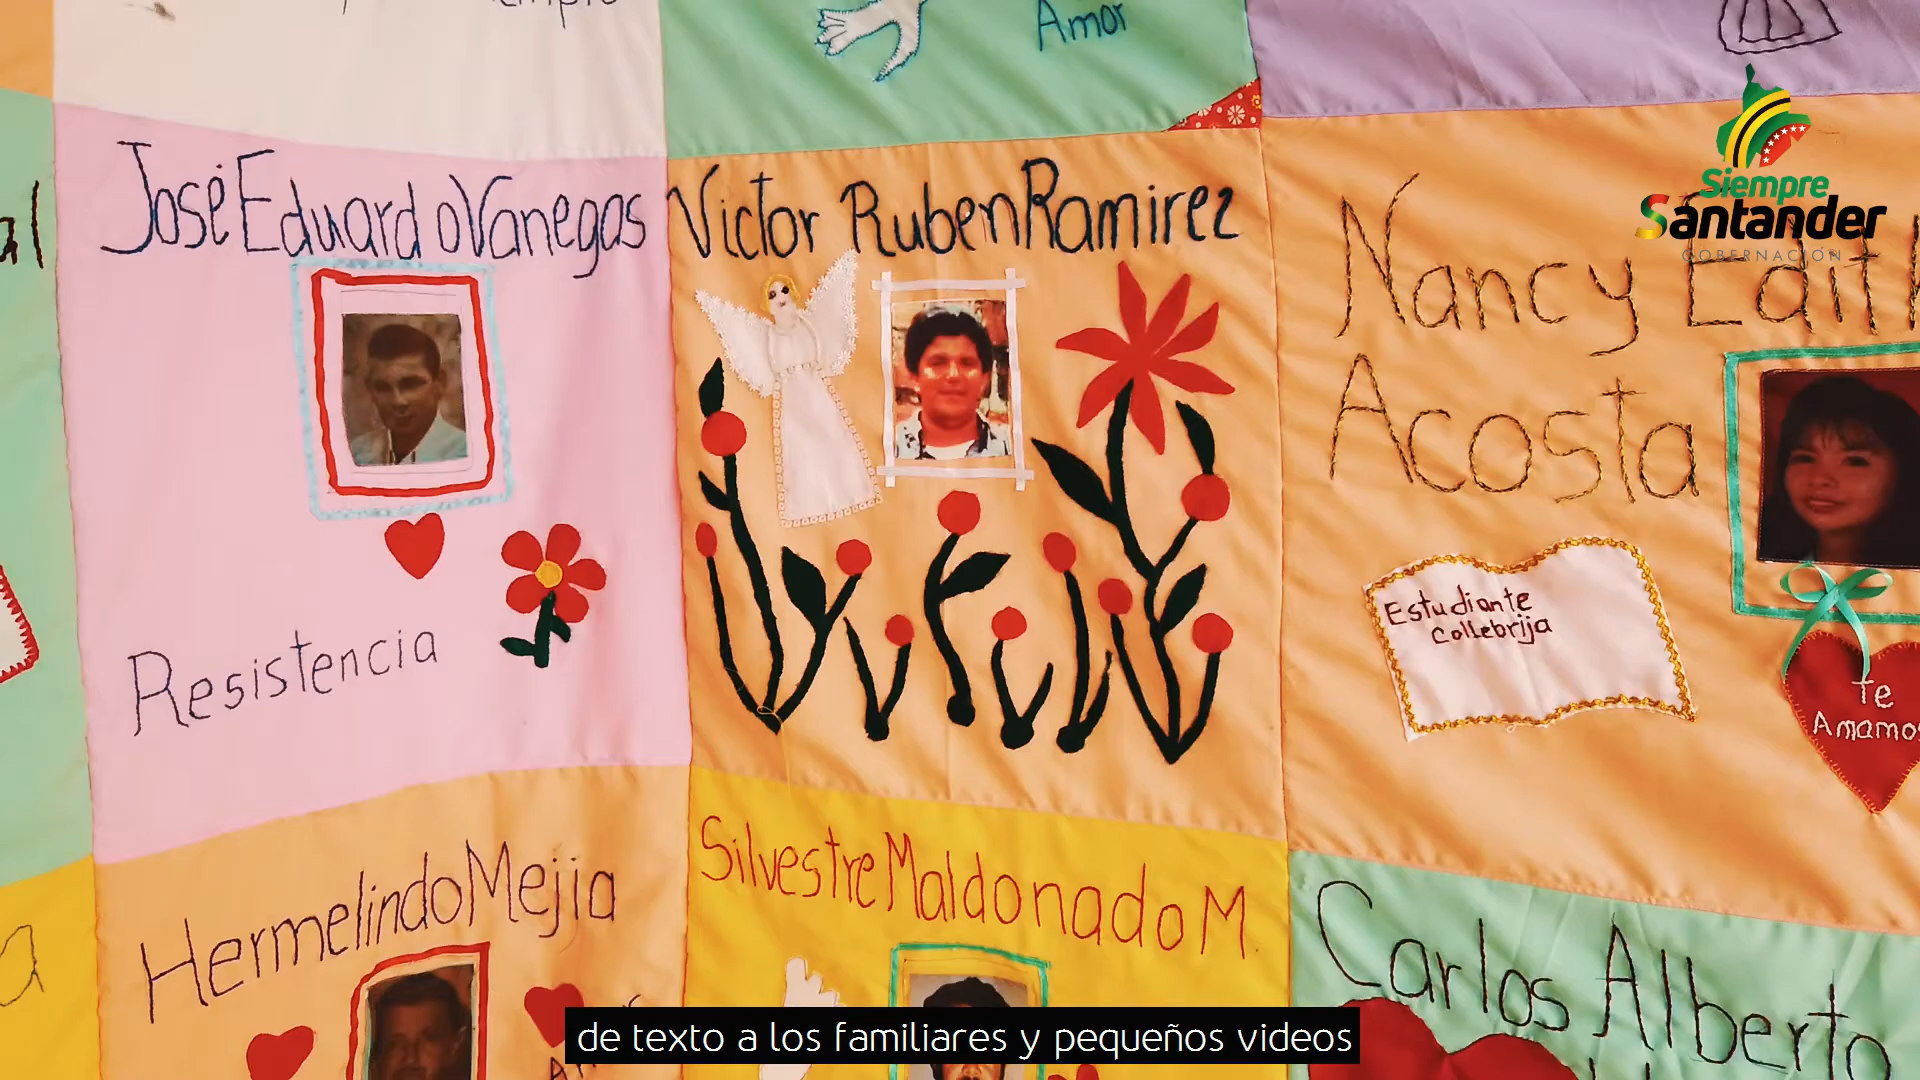 Amor
Siempre
Santander
GOBERNACIÓN
José Eduardo Vanegas
Victor Ruben Ramirez
Nancy Edith
Acosta
Estudiante
Collebrija
Resistencia
te
Amamos
Hermelindo Mejia
Silvestre Maldonado M.
Carlos Alberto
de texto a los familiares y pequeños videos